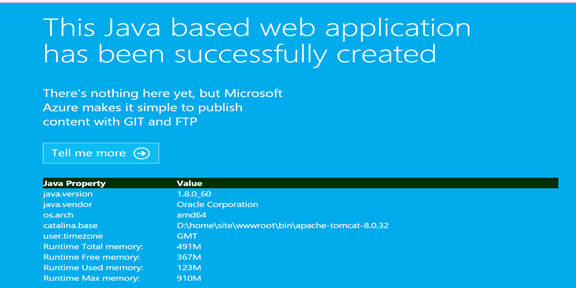 This Java based web application
has been successfully created
There's nothing here yet, but Microsoft
Azure makes it simple to publish
content with GIT and FTP
Tell me more
Java Property Value
java.version 1.8.0_60
java.vendor Oracle Corporation
os.arch amd64
catalina.base D:\home\site\wwwroot\bin\apache-tomcat-8.0.32
user.timezone GMT
Runtime Total memory: 491M
Runtime Free memory: 367M
Runtime Used memory: 123M
Runtime Max memory: 910M